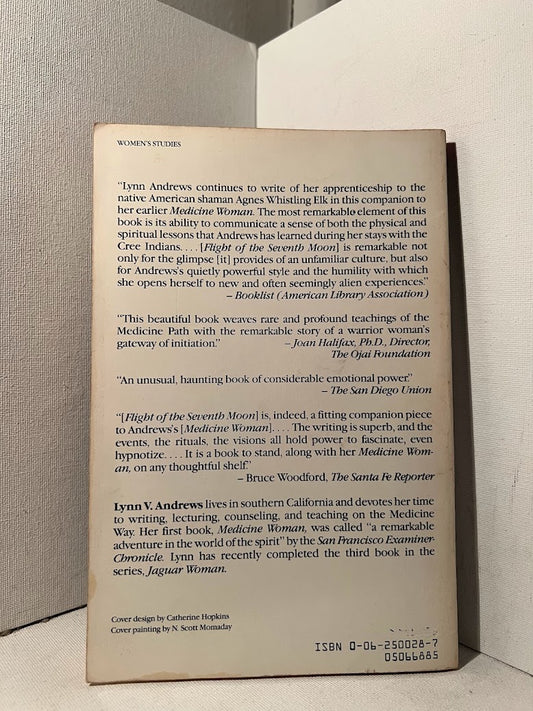 WOMEN'S STUDIES
"Lynn Andrews continues to write of her apprenticeship to the
native American shaman Agnes Whistling Elk in this companion to
her earlier Medicine Woman. The most remarkable element of this
book is its ability to communicate a sense of both the physical and
spiritual lessons that Andrews has learned during her stays with the
Cree Indians. . . . [Flight of the Seventh Moon] is remarkable not
only for the glimpse [it] provides of an unfamiliar culture, but also
for Andrews's quietly powerful style and the humility with which
she opens herself to new and often seemingly alien experiences."
– Booklist (American Library Association)
"This beautiful book weaves rare and profound teachings of the
Medicine Path with the remarkable story of a warrior woman's
gateway of initiation." – Joan Halifax, Ph.D., Director,
The Ojai Foundation
"An unusual, haunting book of considerable emotional power."
– The San Diego Union
"[Flight of the Seventh Moon] is, indeed, a fitting companion piece
to Andrews's [Medicine Woman]. . . . The writing is superb, and the
events, the rituals, the visions all hold power to fascinate, even
hypnotize. . . . It is a book to stand, along with her Medicine Wom-
an, on any thoughtful shelf."
– Bruce Woodford, The Santa Fe Reporter
Lynn V. Andrews lives in southern California and devotes her time
to writing, lecturing, counseling, and teaching on the Medicine
Way. Her first book, Medicine Woman, was called "a remarkable
adventure in the world of the spirit" by the San Francisco Examiner-
Chronicle. Lynn has recently completed the third book in the
series, Jaguar Woman.
Cover design by Catherine Hopkins
Cover painting by N. Scott Momaday
ISBN 0-06-250028-7
05066885